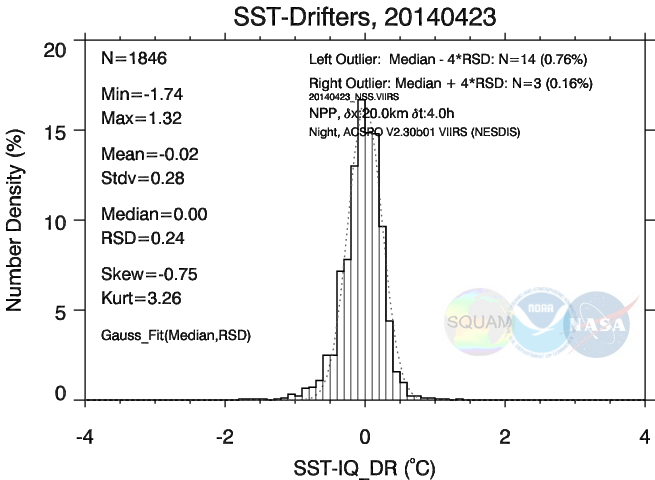 SST-Drifters, 20140423
N=1846
Min=-1.74
Max=1.32
Mean=-0.02
Stdv=0.28
Median=0.00
RSD=0.24
Skew=-0.75
Kurt=3.26
Gauss_Fit(Median,RSD)
Left Outlier: Median - 4*RSD: N=14 (0.76%)
Right Outlier: Median + 4*RSD: N=3 (0.16%)
20140423_NSS.VIIRS
NPP, δx:20.0km δt:4.0h
Night, ACSPO V2.30b01 VIIRS (NESDIS)
SQUAM
NOAA
NASA
Number Density (%)
20
15
10
5
0
-4 -2 0 2 4
SST-IQ_DR (°C)